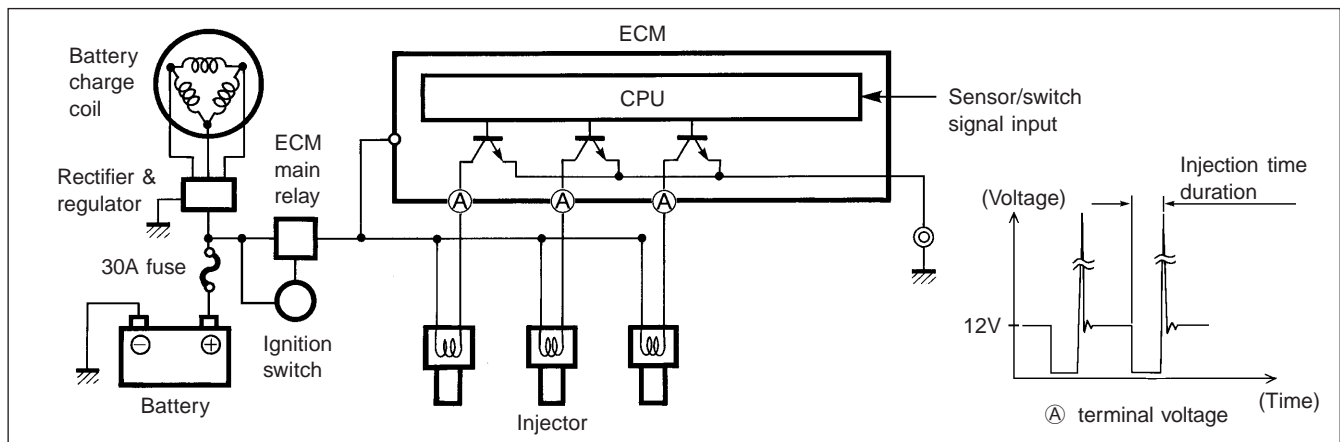 ECM
Battery
charge
coil
CPU
Sensor/switch
signal input
ECM
main
relay
Rectifier &
regulator
A
A
A
Injection time
duration
(Voltage)
30A fuse
12V
Ignition
switch
− +
Battery
Injector
(Time)
Ⓐ terminal voltage